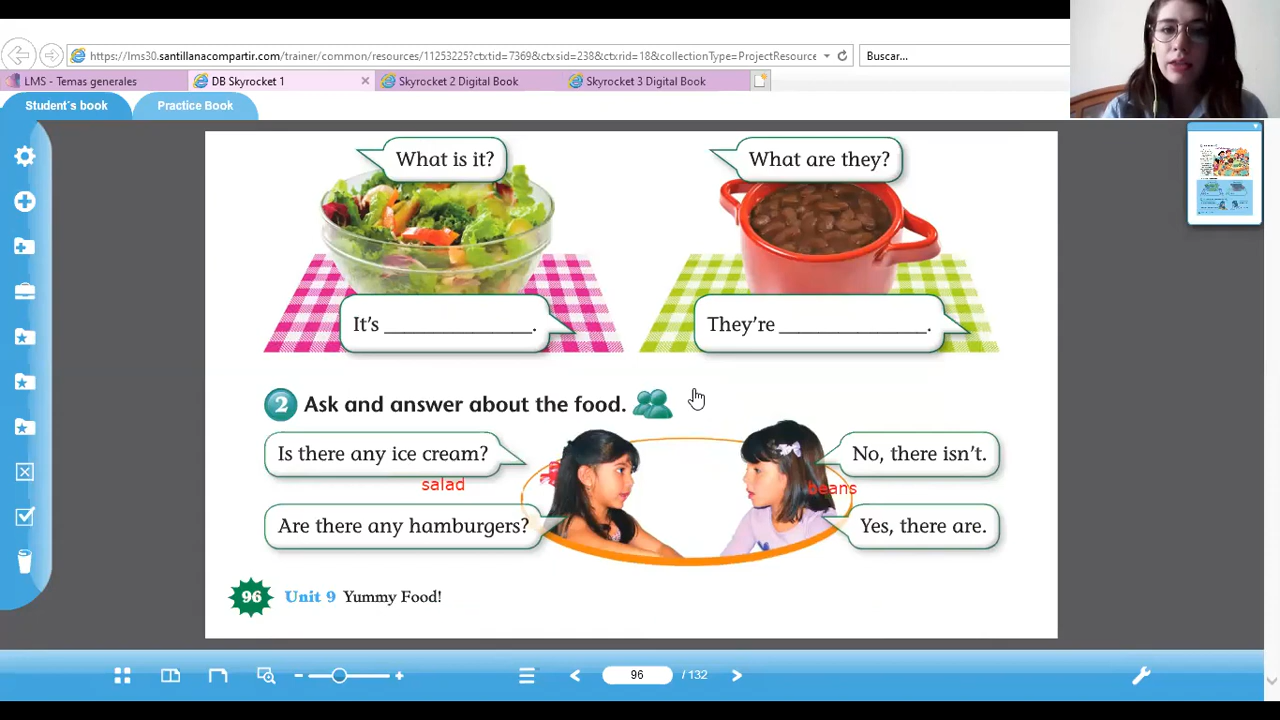 https://lms30.santillanacompartir.com/trainer/common/resources/11253225?ctvtid=7369&ctxsid=238&ctxrid=18&collectionType=ProjectResource
Buscar...
LMS - Temas generales
DB Skyrocket 1
Skyrocket 2 Digital Book
Skyrocket 3 Digital Book
Student´s book
Practice Book
What is it?
What are they?
It's ______________.
They're ______________.
2 Ask and answer about the food.
Is there any ice cream?
No, there isn't.
salad
beans
Are there any hamburgers?
Yes, there are.
96 Unit 9 Yummy Food!
96 / 132